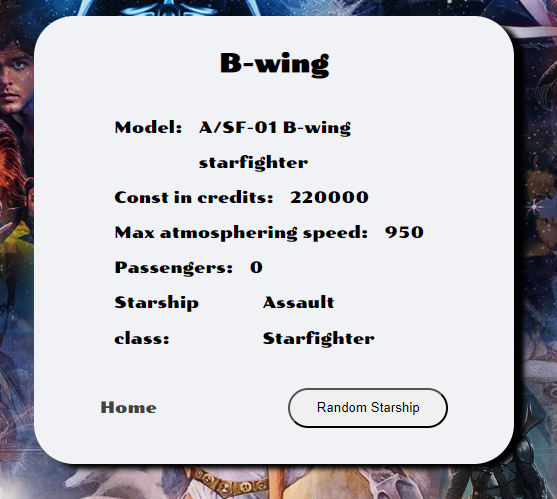 B-wing
Model: A/SF-01 B-wing
starfighter
Const in credits: 220000
Max atmosphering speed: 950
Passengers: 0
Starship Assault
class: Starfighter
Home Random Starship